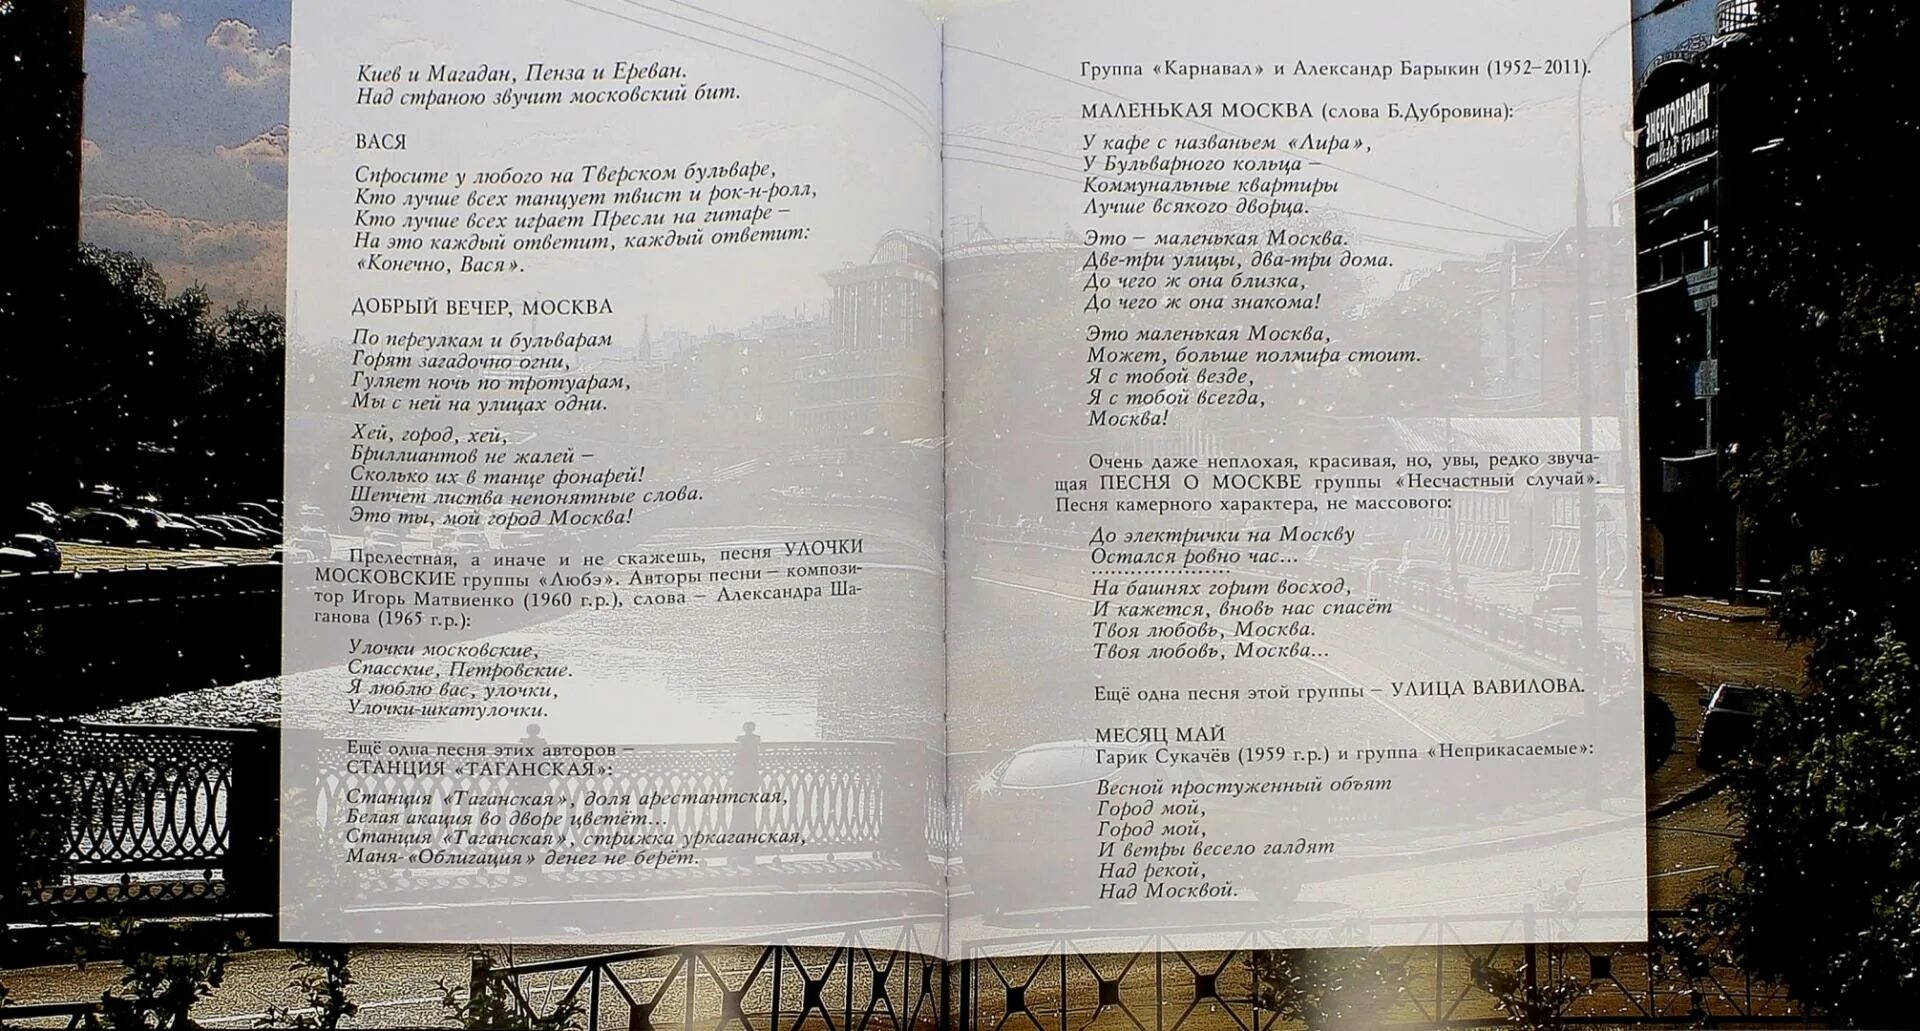 Киев и Магадан, Пенза и Ереван.
Над страною звучит московский бит.
ВАСЯ
Спросите у любого на Тверском бульваре,
Кто лучше всех танцует твист и рок-н-ролл,
Кто лучше всех играет Пресли на гитаре –
На это каждый ответит, каждый ответит:
«Конечно, Вася».
ДОБРЫЙ ВЕЧЕР, МОСКВА
По переулкам и бульварам
Горят загадочно огни,
Гуляет ночь по тротуарам,
Мы с ней на улицах одни.
Хей, город, хей,
Бриллиантов не жалей –
Сколько их в танце фонарей!
Шепчет листва непонятные слова.
Это ты, мой город Москва!
Прелестная, а иначе и не скажешь, песня УЛОЧКИ
МОСКОВСКИЕ группы «Любэ». Авторы песни – компози-
тор Игорь Матвиенко (1960 г.р.), слова – Александра Ша-
ганова (1965 г.р.):
Улочки московские,
Спасские, Петровские.
Я люблю вас, улочки,
Улочки-шкатулочки.
Ещё одна песня этих авторов –
СТАНЦИЯ «ТАГАНСКАЯ»:
Станция «Таганская», доля арестантская,
Белая акация во дворе цветёт...
Станция «Таганская», стрижка уркаганская,
Маня-«Облигация» денег не берёт.
Группа «Карнавал» и Александр Барыкин (1952–2011).
МАЛЕНЬКАЯ МОСКВА (слова Б.Дубровина):
У кафе с названьем «Лира»,
У Бульварного кольца –
Коммунальные квартиры
Лучше всякого дворца.
Это – маленькая Москва.
Две-три улицы, два-три дома.
До чего ж она близка,
До чего ж она знакома!
Это маленькая Москва,
Может, больше полмира стоит.
Я с тобой везде,
Я с тобой всегда,
Москва!
Очень даже неплохая, красивая, но, увы, редко звуча-
щая ПЕСНЯ О МОСКВЕ группы «Несчастный случай».
Песня камерного характера, не массового:
До электрички на Москву
Остался ровно час...
........................
На башнях горит восход,
И кажется, вновь нас спасёт
Твоя любовь, Москва.
Твоя любовь, Москва...
Ещё одна песня этой группы – УЛИЦА ВАВИЛОВА.
МЕСЯЦ МАЙ
Гарик Сукачёв (1959 г.р.) и группа «Неприкасаемые»:
Весной простуженный объят
Город мой,
Город мой,
И ветры весело галдят
Над рекой,
Над Москвой.
ЭНЕРГОГАРАНТ
СТРАХОВАЯ ГРУППА